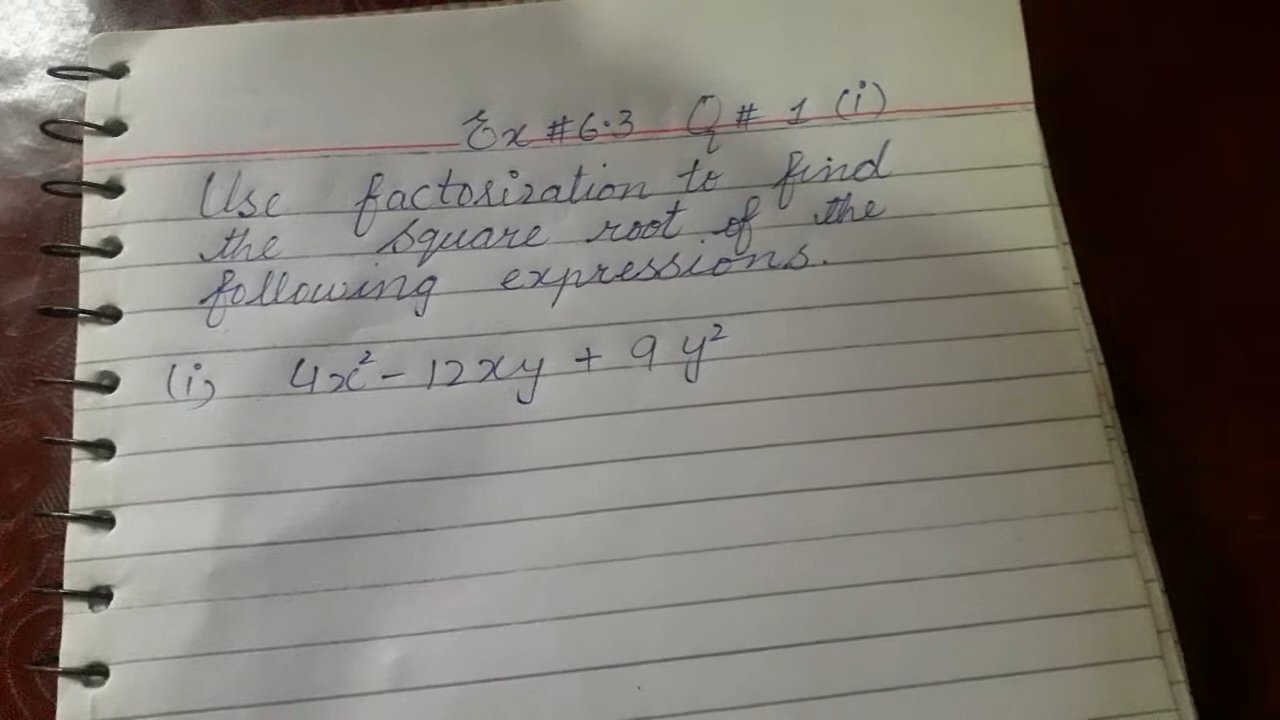 Ex # 6.3 Q # 1 (i)
Use factorization to find
the square root of the
following expressions.
(i) 4x² - 12xy + 9y²